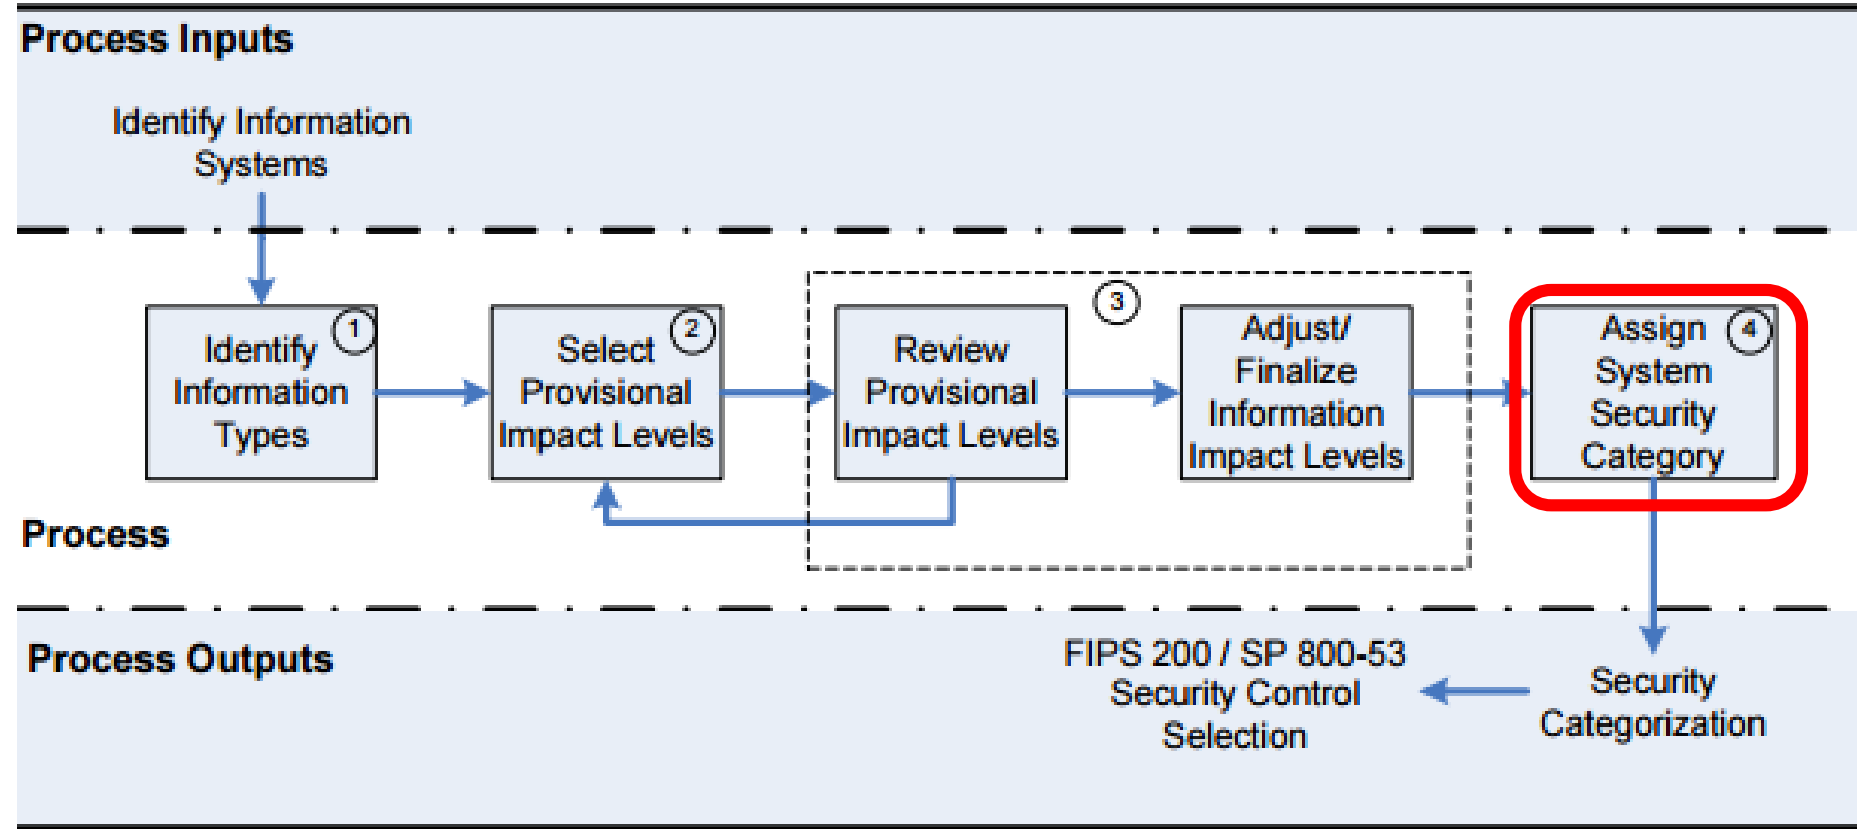 Process Inputs
Identify Information
Systems
1
Identify
Information
Types
2
Select
Provisional
Impact Levels
3
Review
Provisional
Impact Levels
Adjust/
Finalize
Information
Impact Levels
4
Assign
System
Security
Category
Process
Process Outputs
FIPS 200 / SP 800-53
Security Control
Selection
Security
Categorization